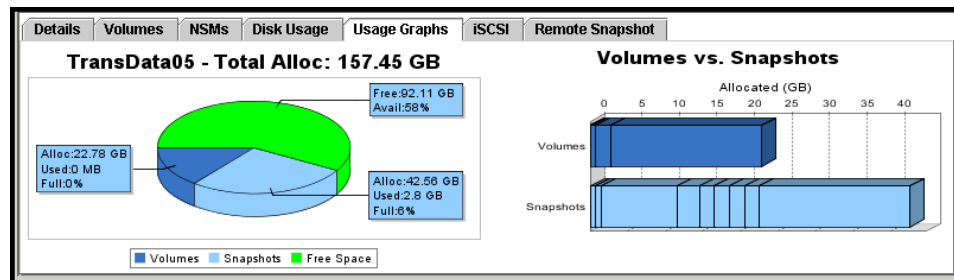 Details Volumes NSMs Disk Usage Usage Graphs iSCSI Remote Snapshot
TransData05 - Total Alloc: 157.45 GB
Free:92.11 GB
Avail:58%
Alloc:22.78 GB
Used:0 MB
Full:0%
Alloc:42.56 GB
Used:2.8 GB
Full:6%
Volumes Snapshots Free Space
Volumes vs. Snapshots
Allocated (GB)
0 5 10 15 20 25 30 35 40
Volumes
Snapshots